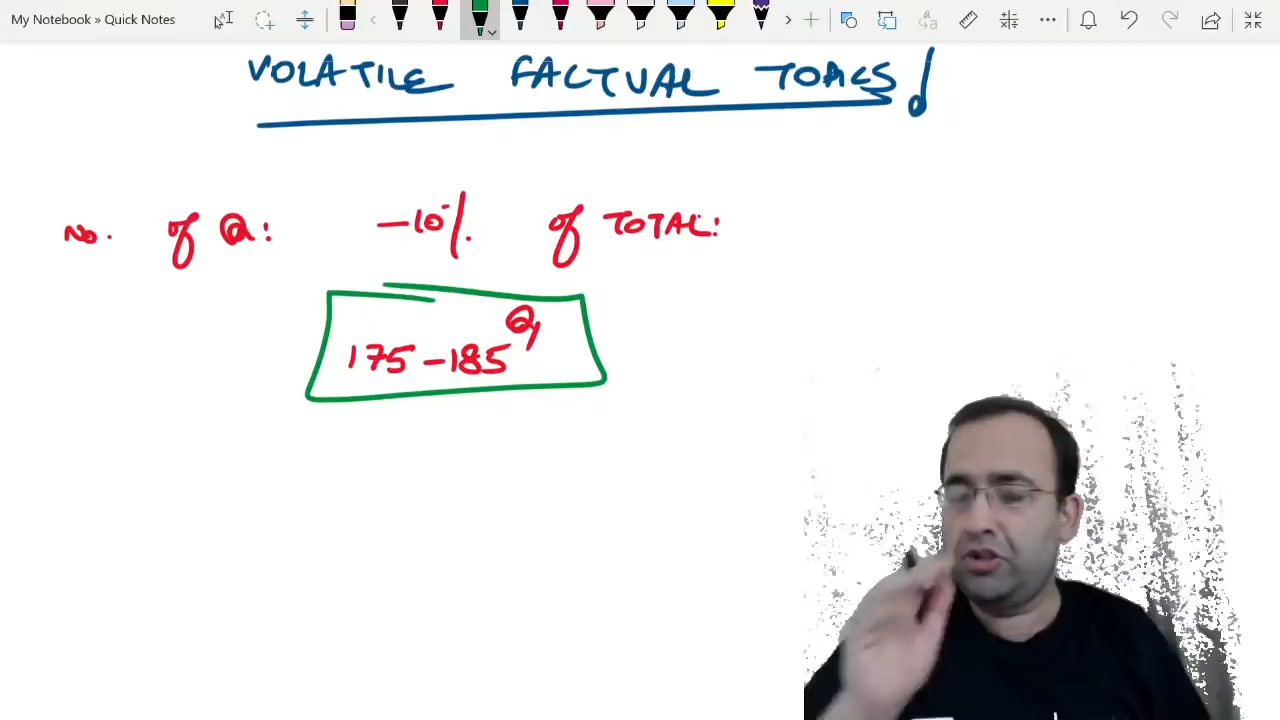 My Notebook » Quick Notes
VOLATILE FACTUAL TOPICS!
No. of Q: -10% of TOTAL:
175-185 Q